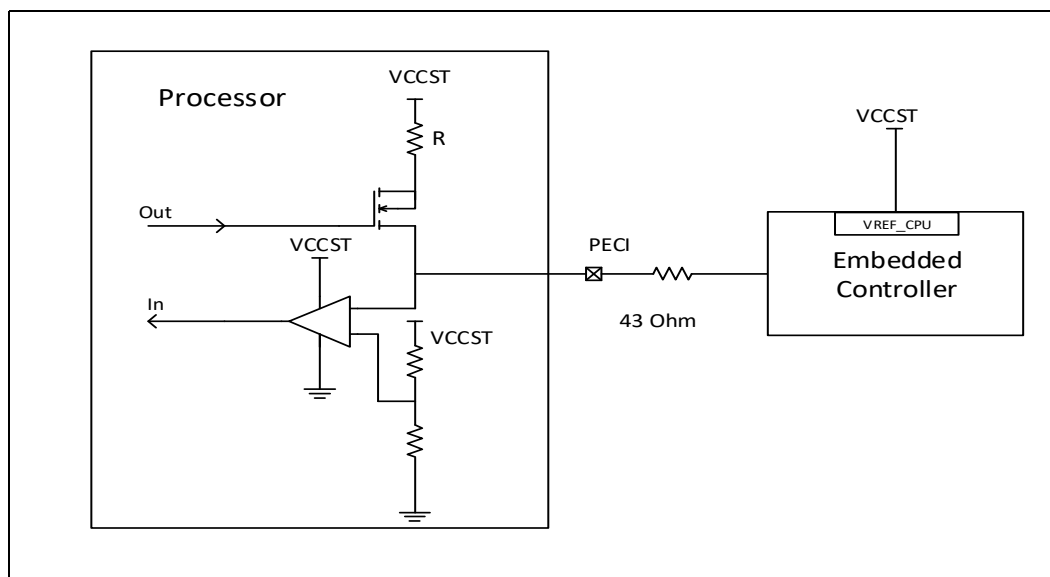 VCCST
Processor
R
VCCST
Out
VREF_CPU
VCCST
PECI
Embedded
Controller
In
43 Ohm
VCCST